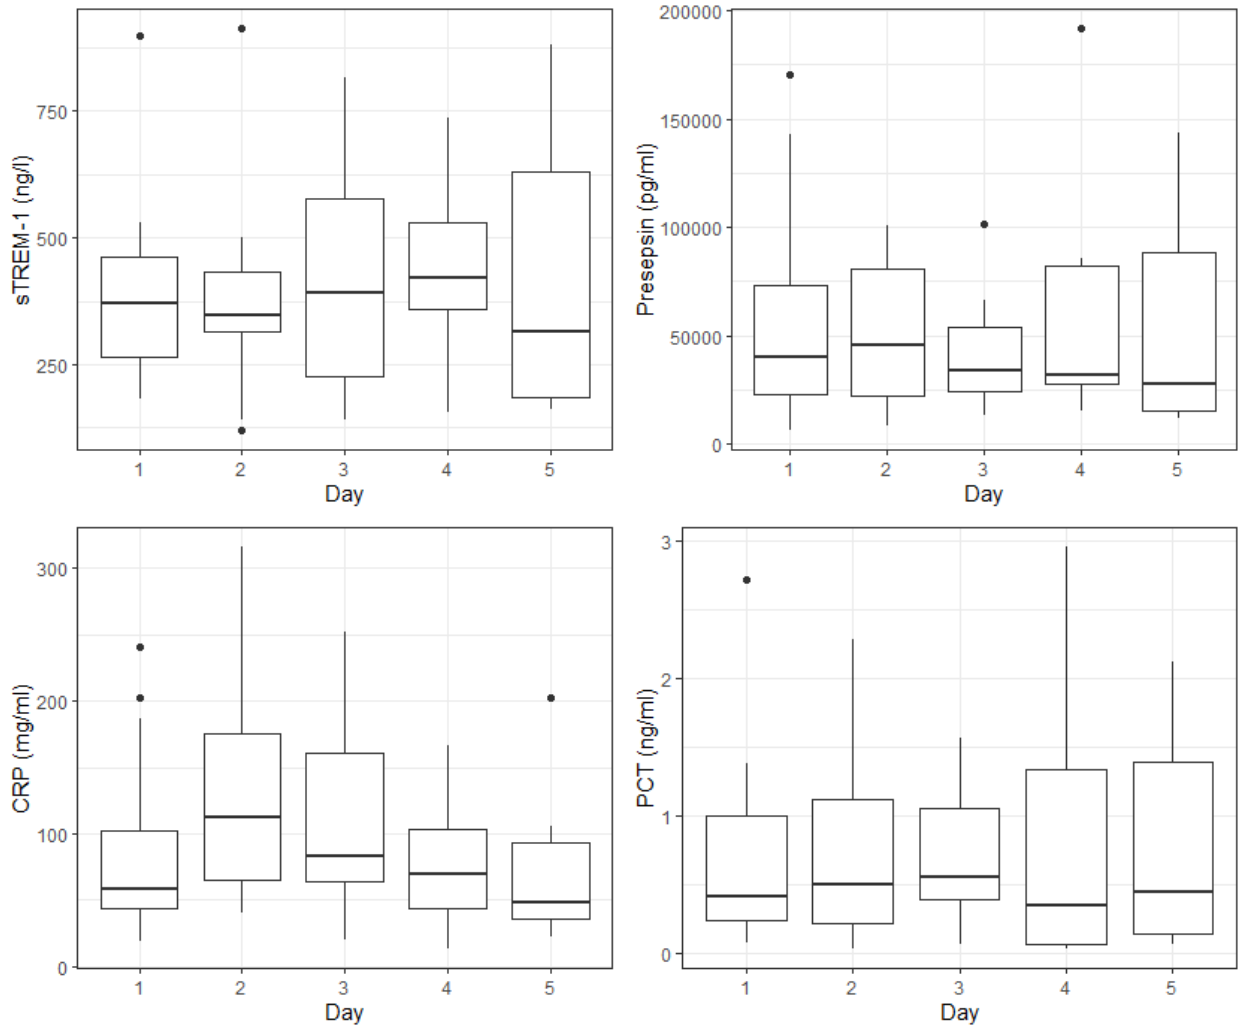 sTREM-1 (ng/l)
750
500
250
1 2 3 4 5
Day
Presepsin (pg/ml)
200000
150000
100000
50000
0
1 2 3 4 5
Day
CRP (mg/ml)
300
200
100
0
1 2 3 4 5
Day
PCT (ng/ml)
3
2
1
0
1 2 3 4 5
Day